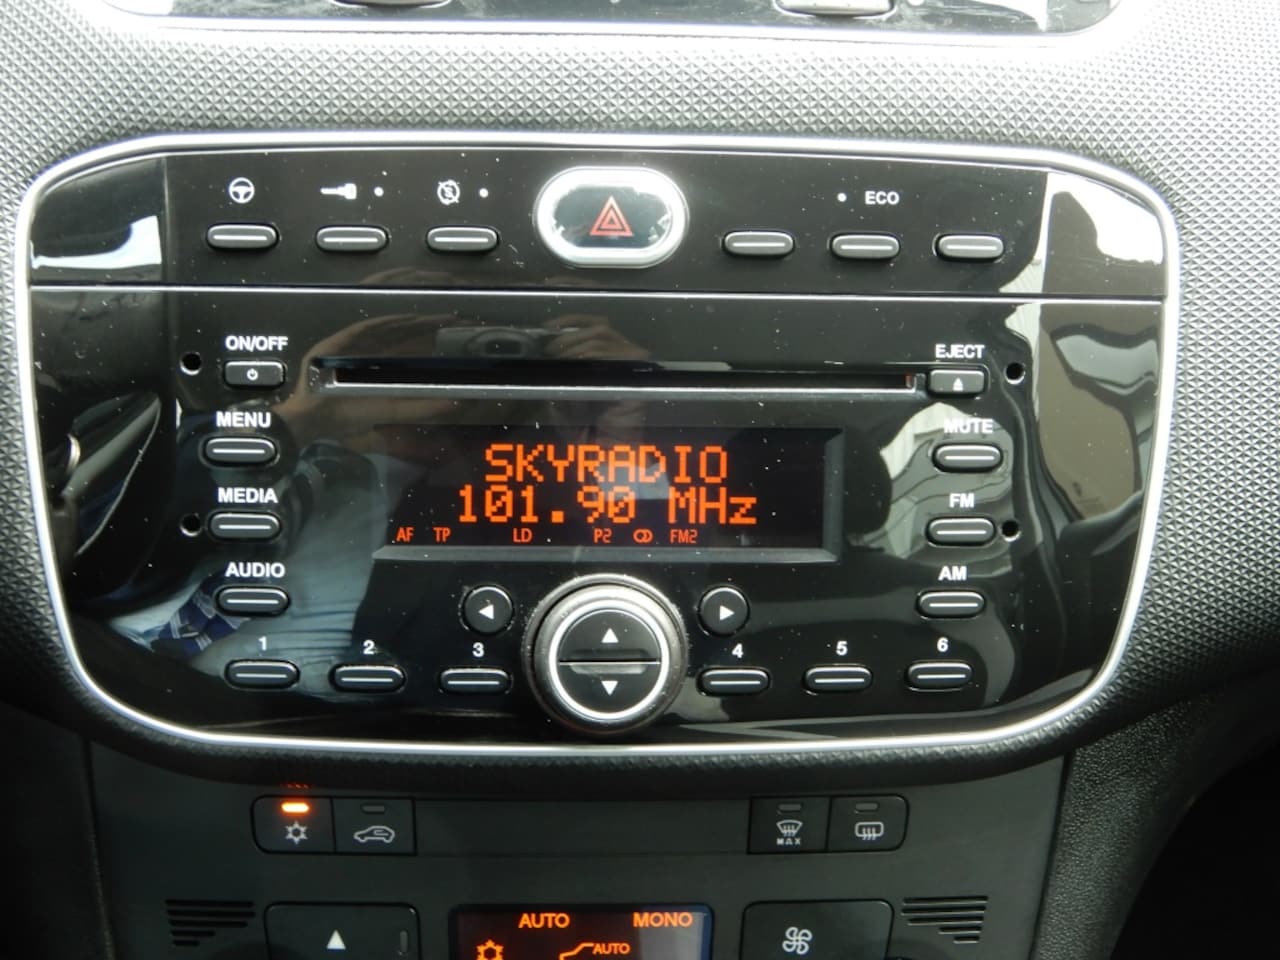 ECO
ON/OFF
EJECT
MENU
MUTE
SKYRADIO
MEDIA
FM
101.90 MHz
AF TP LD P2 FM2
AUDIO
AM
1 2 3 4 5 6
MAX
AUTO MONO
AUTO